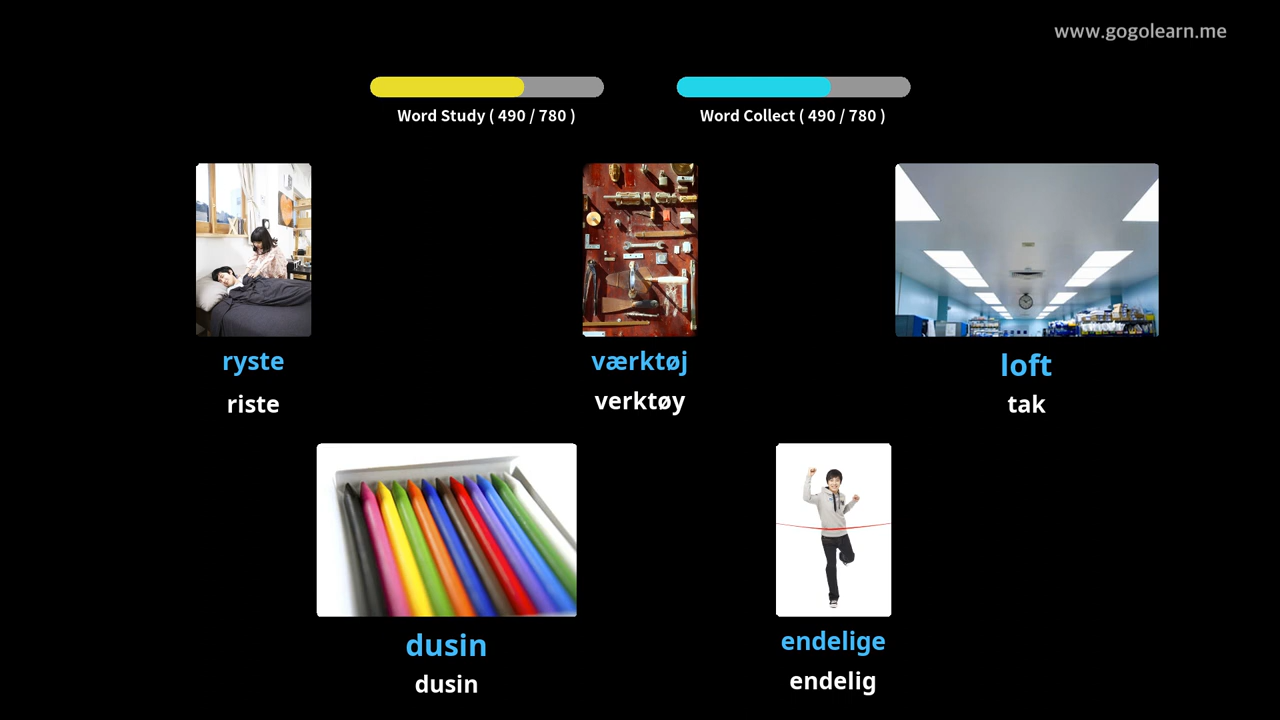 www.gogolearn.me
Word Study ( 490 / 780 )
Word Collect ( 490 / 780 )
ryste
riste
værktøj
verktøy
loft
tak
dusin
dusin
endelige
endelig